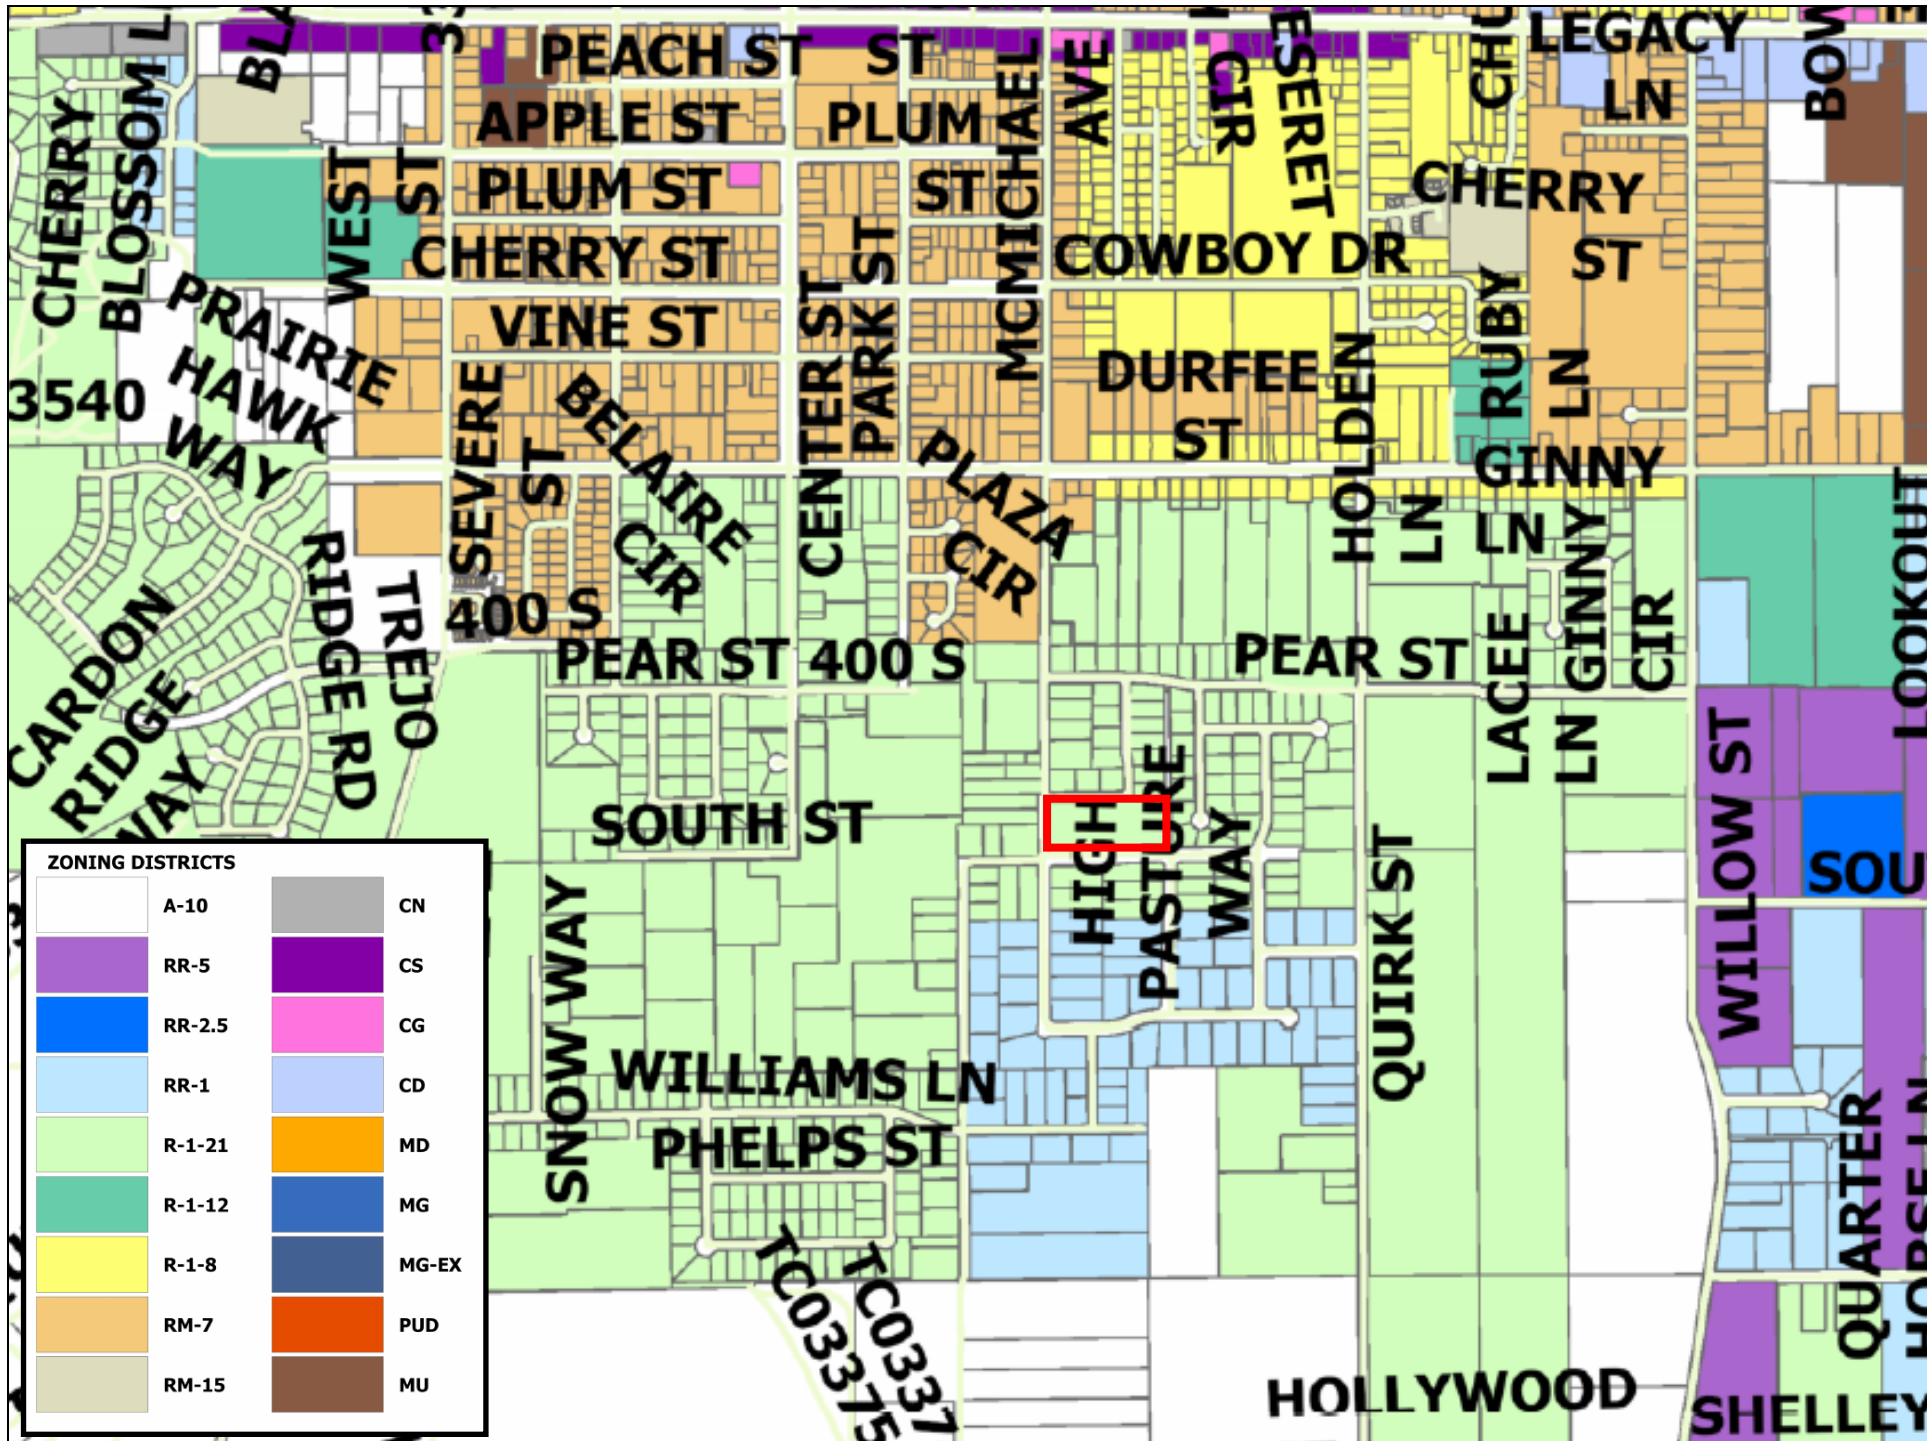 LEGACY
LN
PEACH ST
ST
APPLE ST
PLUM
ST
PLUM ST
CHERRY
BLOSSOM
WEST
ST
CHERRY ST
VINE ST
MCMICHAEL
AVE
CIR
CHERRY
ST
COWBOY DR
DURFEE
ST
HOLDEN
LN
RUBY
LN
GINNY
LN
PRAIRIE
HAWK
WAY
3540
SEVERE
ST
BELAIRE
CIR
CENTER ST
PARK ST
PLAZA
CIR
400 S
PEAR ST
400 S
PEAR ST
LACEE
LN
GINNY
LN
CIR
LOOKOUT
CARDON
RIDGE
WAY
RIDGE RD
TREJO
SOUTH ST
HIGH
PASTURE
WAY
QUIRK ST
WILLOW ST
SOU
SNOW WAY
WILLIAMS LN
PHELPS ST
TC03375
TC0337
HOLLYWOOD
QUARTER
HORSE LN
SHELLEY
ZONING DISTRICTS
A-10
RR-5
RR-2.5
RR-1
R-1-21
R-1-12
R-1-8
RM-7
RM-15
CN
CS
CG
CD
MD
MG
MG-EX
PUD
MU